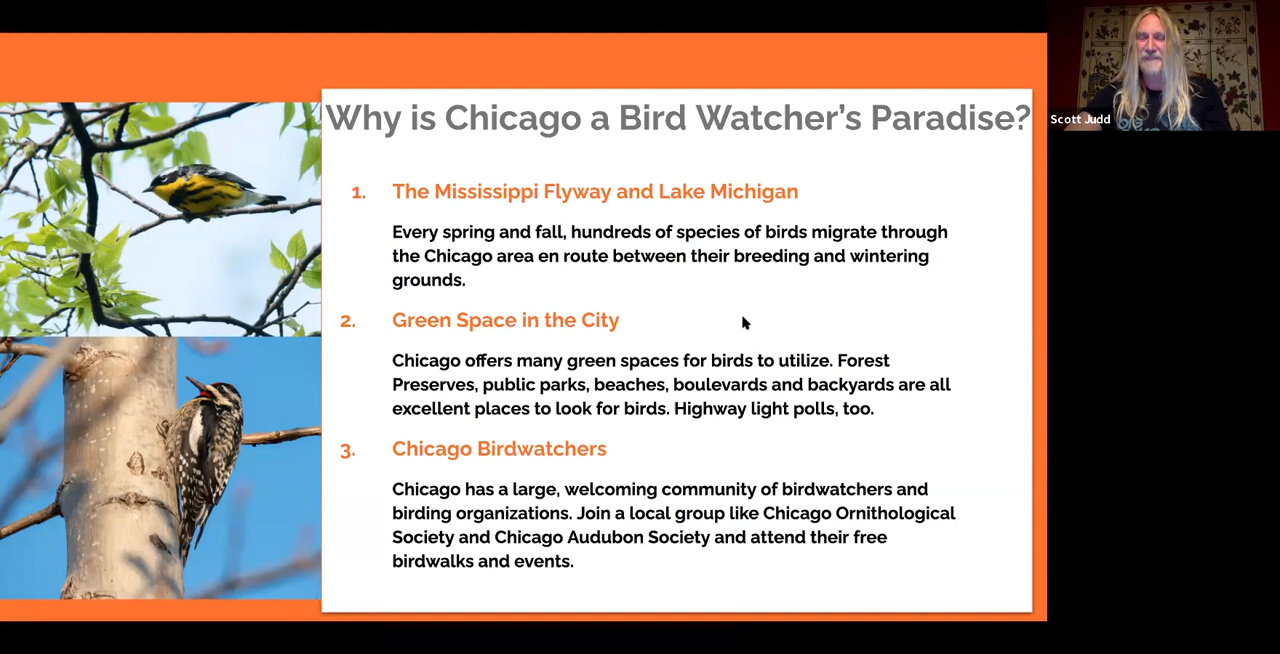 Why is Chicago a Bird Watcher's Paradise?
1. The Mississippi Flyway and Lake Michigan
Every spring and fall, hundreds of species of birds migrate through
the Chicago area en route between their breeding and wintering
grounds.
2. Green Space in the City
Chicago offers many green spaces for birds to utilize. Forest
Preserves, public parks, beaches, boulevards and backyards are all
excellent places to look for birds. Highway light polls, too.
3. Chicago Birdwatchers
Chicago has a large, welcoming community of birdwatchers and
birding organizations. Join a local group like Chicago Ornithological
Society and Chicago Audubon Society and attend their free
birdwalks and events.
Scott Judd